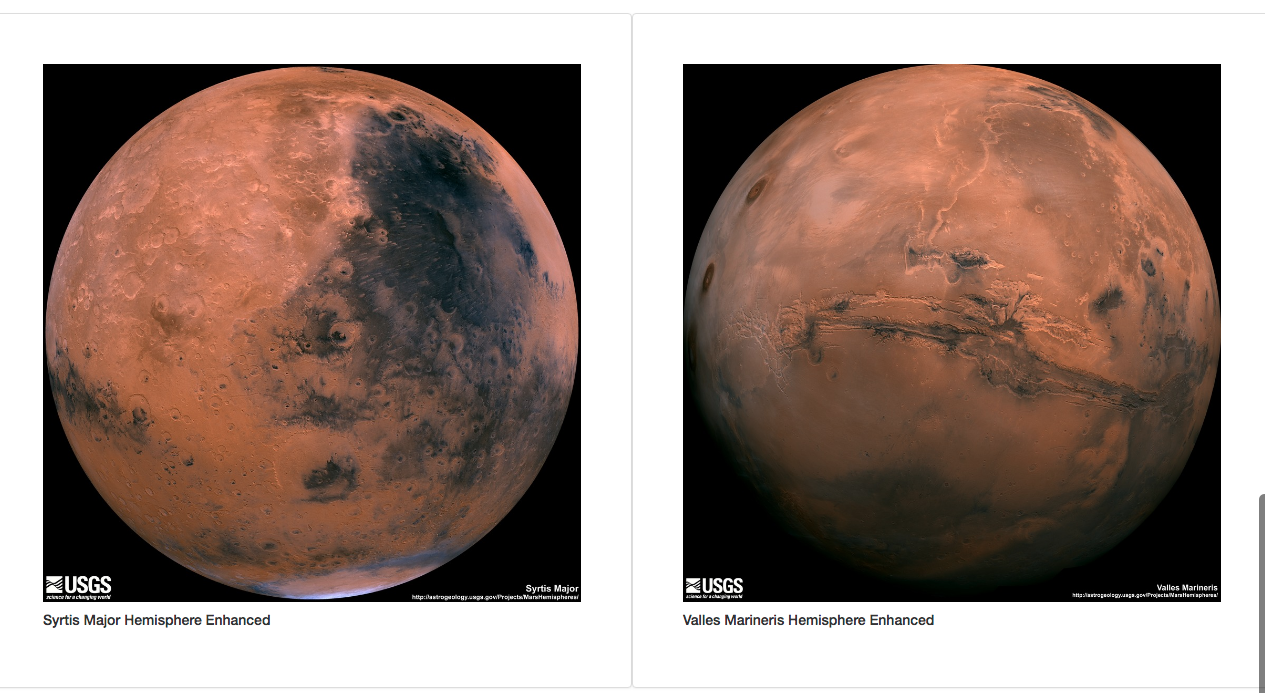 USGS
science for a changing world
Syrtis Major
http://astrogeology.usgs.gov/Projects/MarsHemispheres/
Syrtis Major Hemisphere Enhanced
USGS
science for a changing world
Valles Marineris
http://astrogeology.usgs.gov/Projects/MarsHemispheres/
Valles Marineris Hemisphere Enhanced